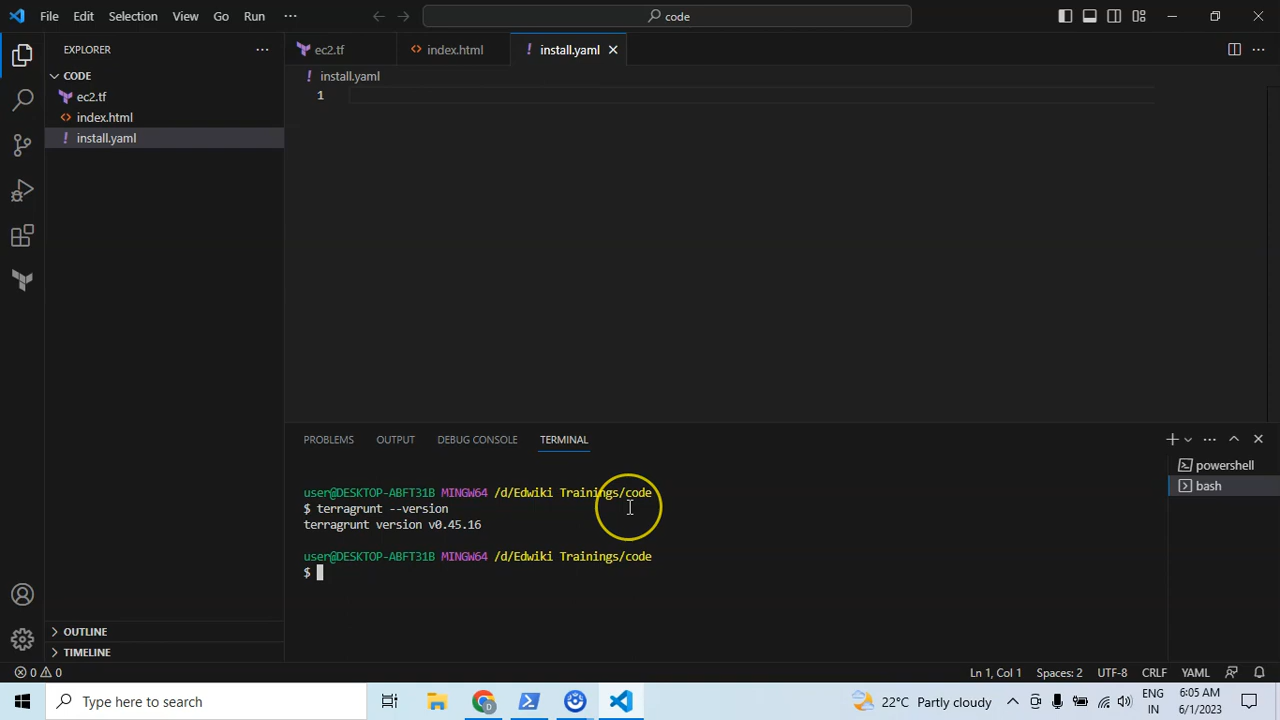 File Edit Selection View Go Run ···
code
EXPLORER
ec2.tf
index.html
install.yaml
CODE
! install.yaml
ec2.tf
1
index.html
! install.yaml
PROBLEMS OUTPUT DEBUG CONSOLE TERMINAL
powershell
bash
user@DESKTOP-ABFT31B MINGW64 /d/Edwiki Trainings/code
$ terragrunt --version
terragrunt version v0.45.16
user@DESKTOP-ABFT31B MINGW64 /d/Edwiki Trainings/code
$
OUTLINE
TIMELINE
0 0
Ln 1, Col 1 Spaces: 2 UTF-8 CRLF YAML
Type here to search
22°C Partly cloudy
ENG
IN
6:05 AM
6/1/2023